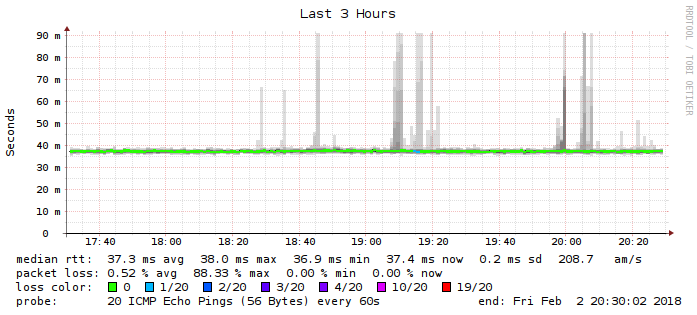 Last 3 Hours
RRDTOOL / TOBI OETIKER
Seconds
90 m
80 m
70 m
60 m
50 m
40 m
30 m
20 m
10 m
0 m
17:40 18:00 18:20 18:40 19:00 19:20 19:40 20:00 20:20
median rtt: 37.3 ms avg 38.0 ms max 36.9 ms min 37.4 ms now 0.2 ms sd 208.7 am/s
packet loss: 0.52 % avg 88.33 % max 0.00 % min 0.00 % now
loss color: 0 1/20 2/20 3/20 4/20 10/20 19/20
probe: 20 ICMP Echo Pings (56 Bytes) every 60s end: Fri Feb 2 20:30:02 2018